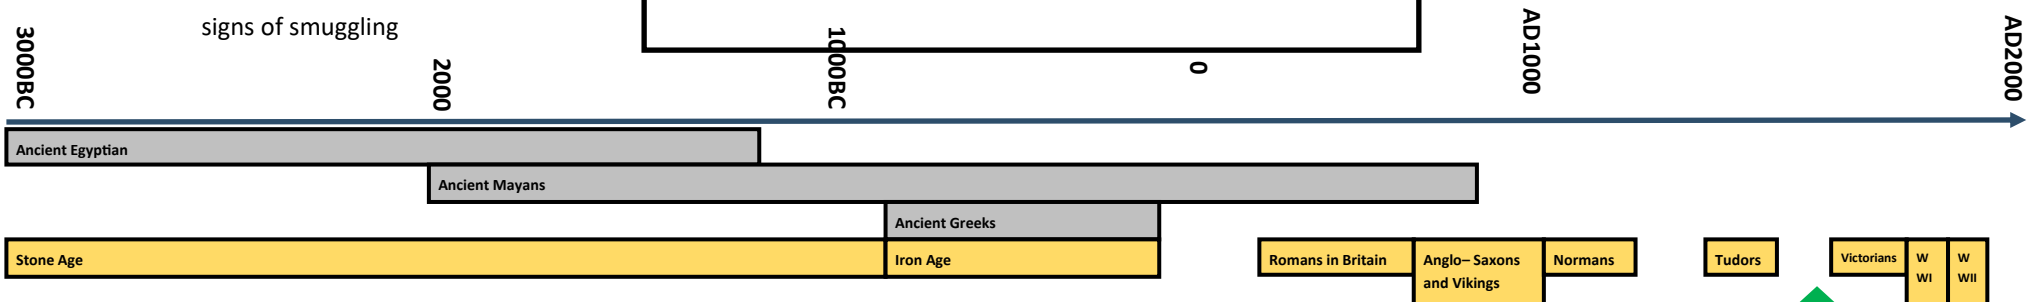 signs of smuggling
3000BC
2000
1000BC
0
AD1000
AD2000
Ancient Egyptian
Ancient Mayans
Ancient Greeks
Stone Age
Iron Age
Romans in Britain
Anglo– Saxons
and Vikings
Normans
Tudors
Victorians
W
WI
W
WII